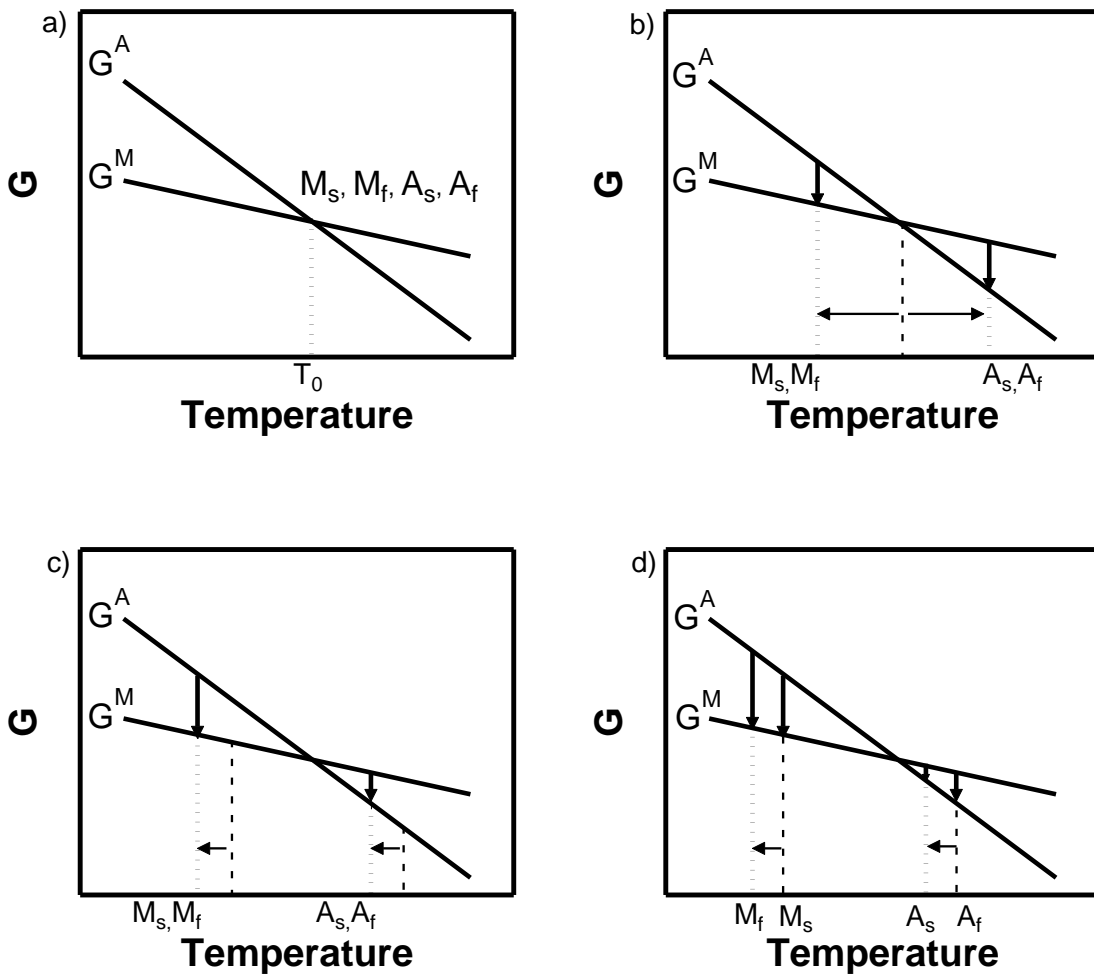 a)
G^A
G^M
M_s, M_f, A_s, A_f
G
T_0
Temperature
b)
G^A
G^M
G
M_s,M_f A_s,A_f
Temperature
c)
G^A
G^M
G
M_s,M_f A_s,A_f
Temperature
d)
G^A
G^M
G
M_f M_s A_s A_f
Temperature